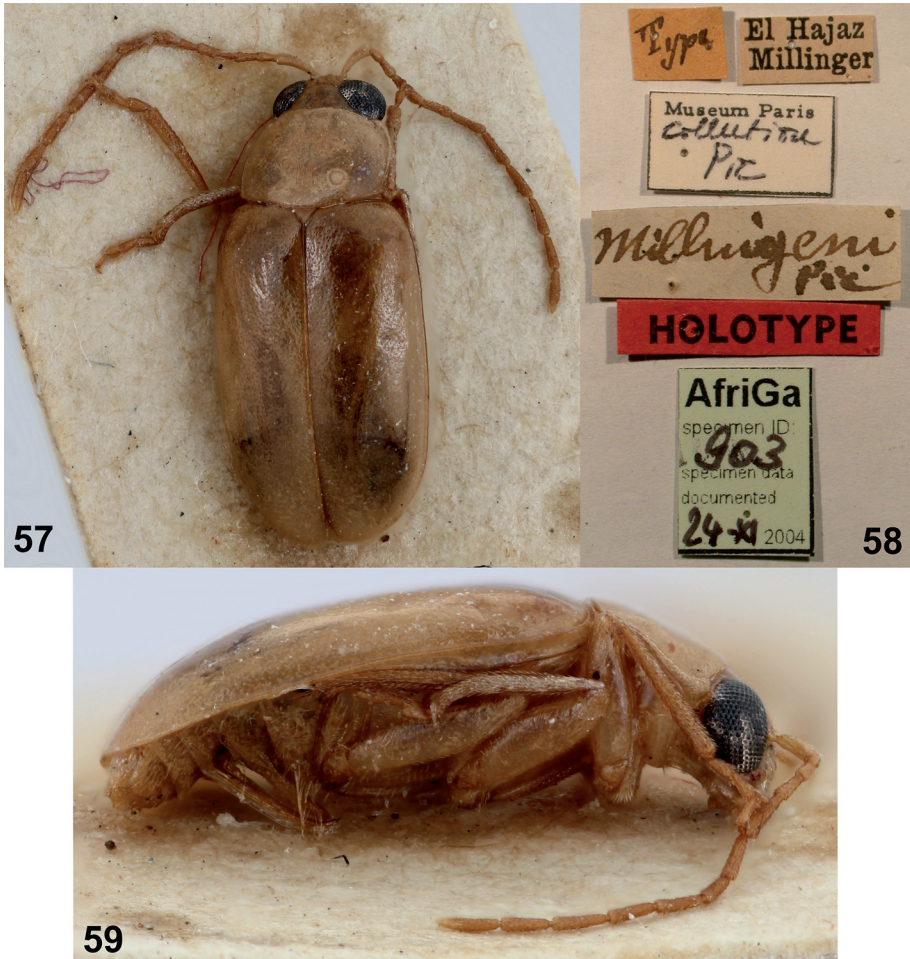 Type
El Hajaz
Millinger
Museum Paris
collection
Pic
Millingeni
Pic
HOLOTYPE
AfriGa
specimen ID:
903
specimen data
documented
24 XI 2004
57
58
59